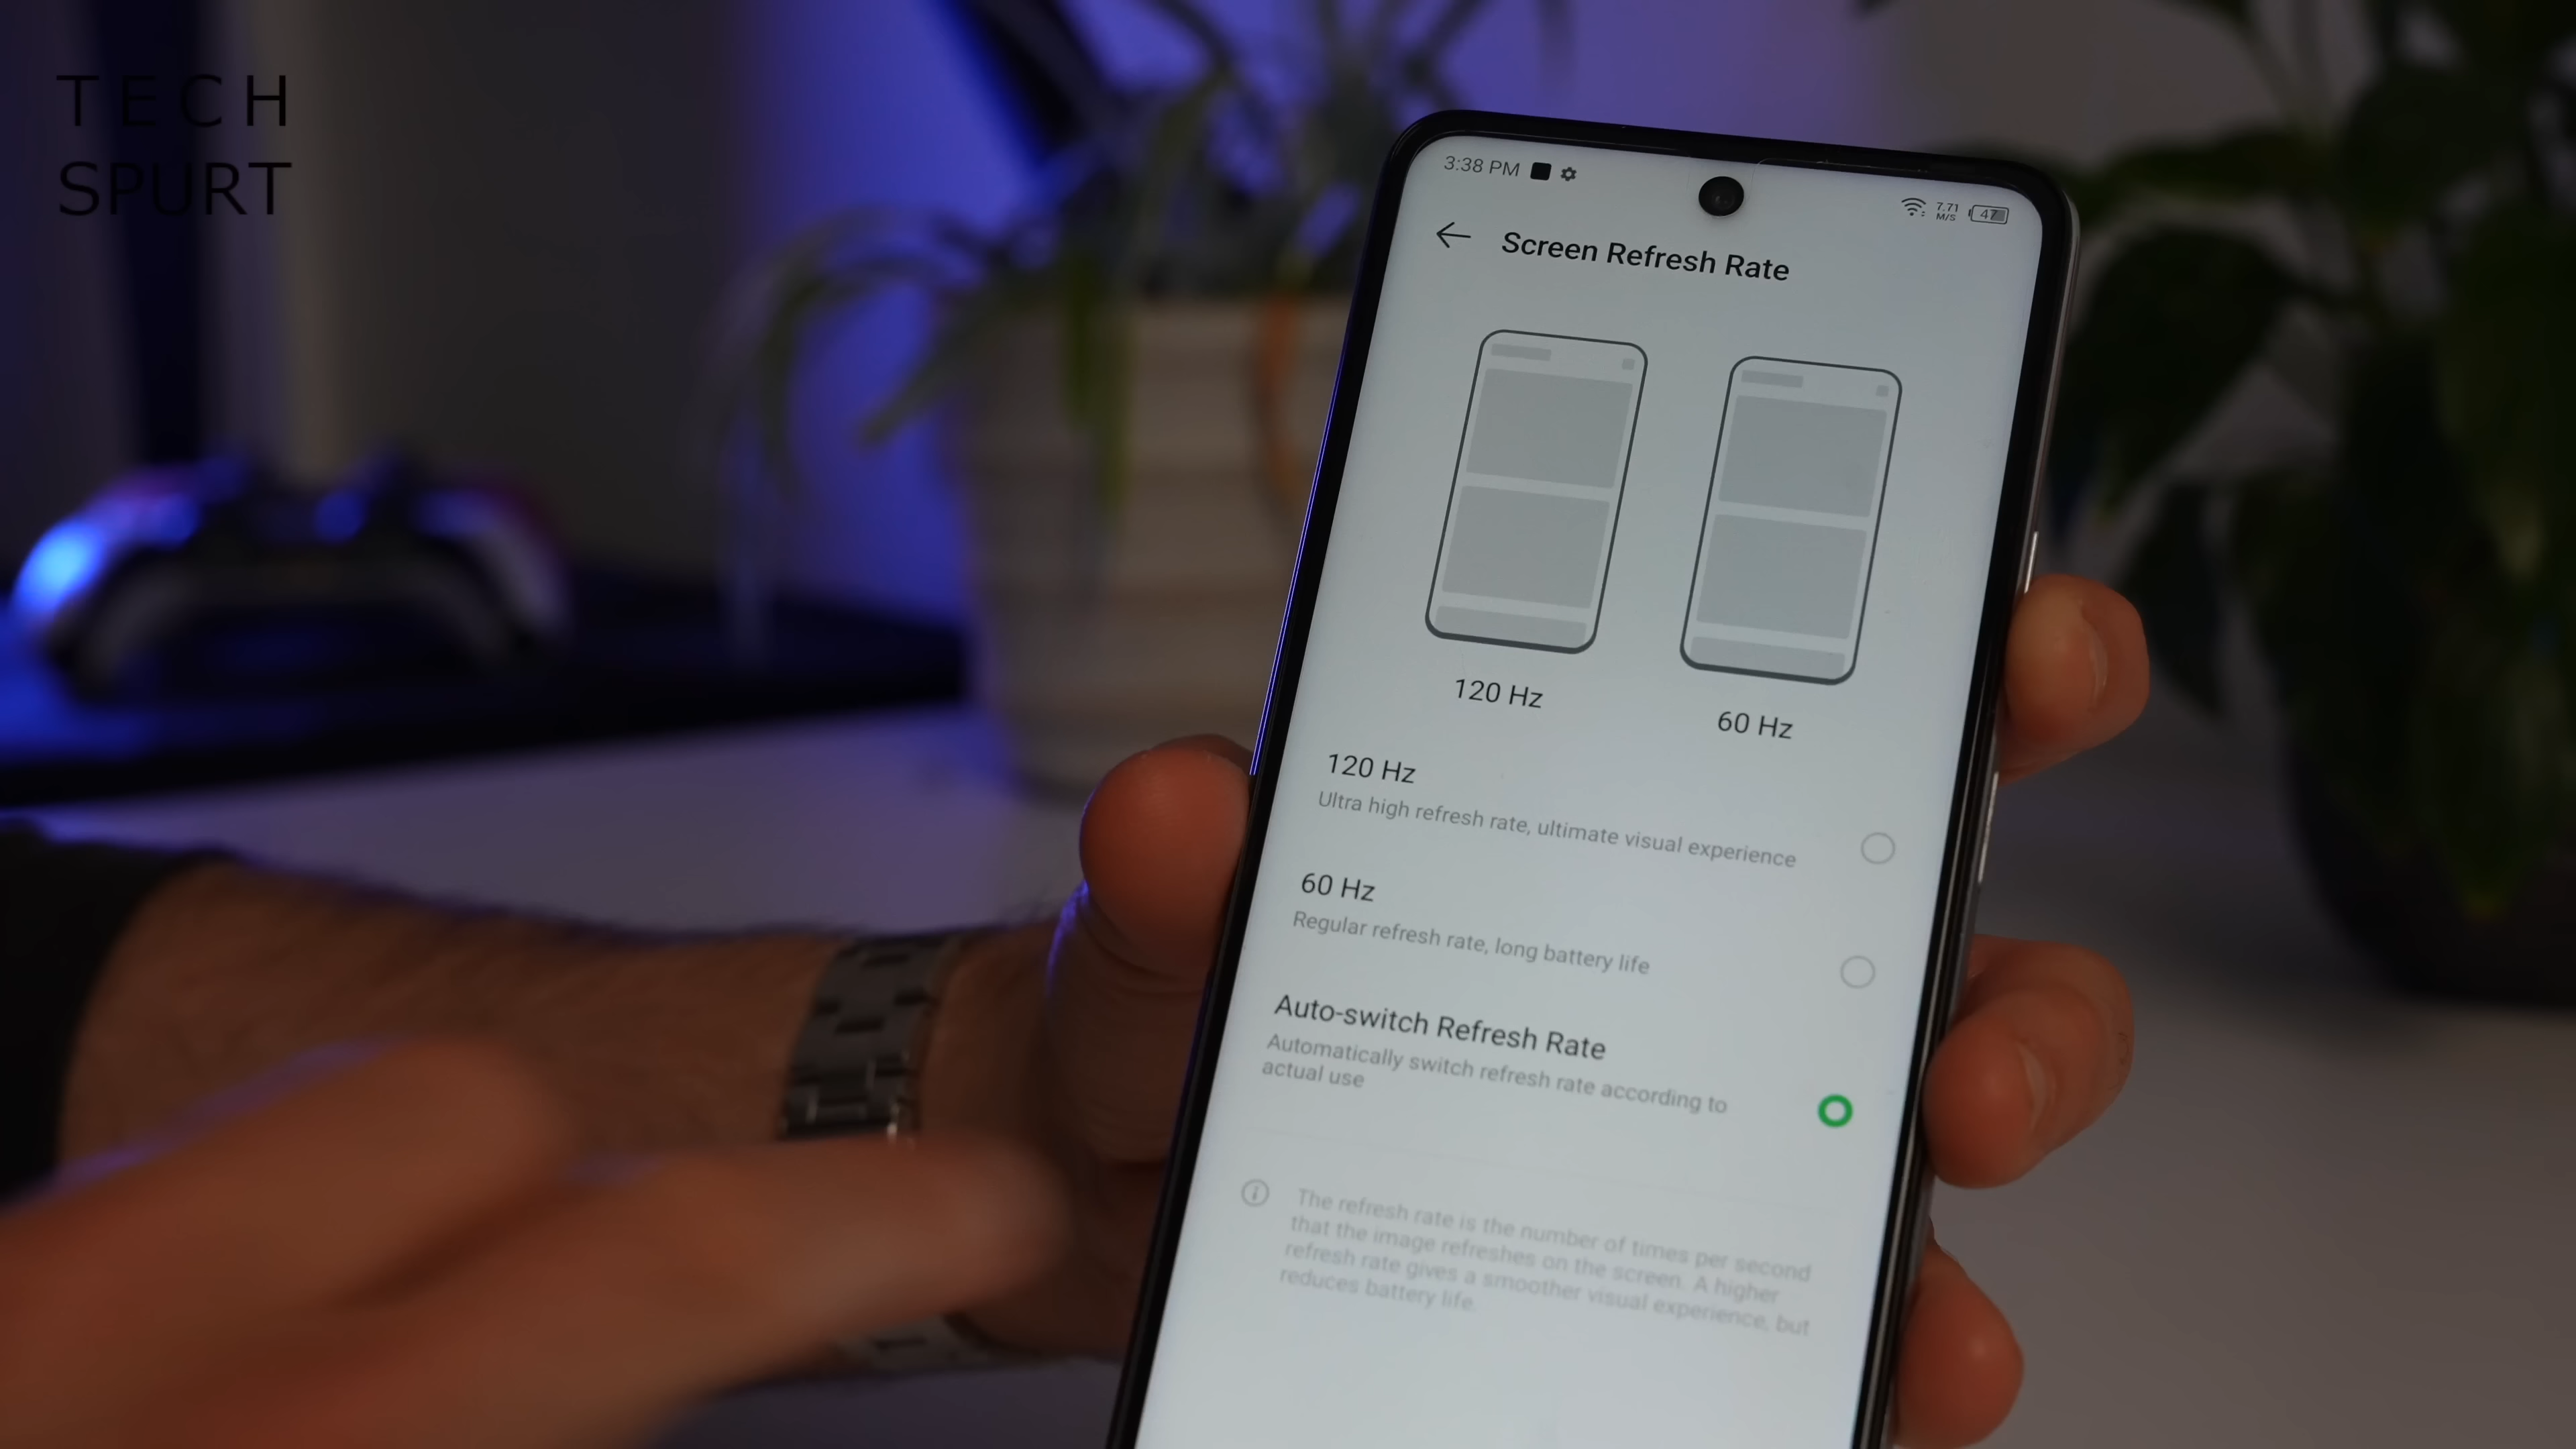 TECH
SPURT
3:38 PM
7.71
M/S
47
Screen Refresh Rate
120 Hz
60 Hz
120 Hz
Ultra high refresh rate, ultimate visual experience
60 Hz
Regular refresh rate, long battery life
Auto-switch Refresh Rate
Automatically switch refresh rate according to
actual use
The refresh rate is the number of times per second
that the image refreshes on the screen. A higher
refresh rate gives a smoother visual experience, but
reduces battery life.